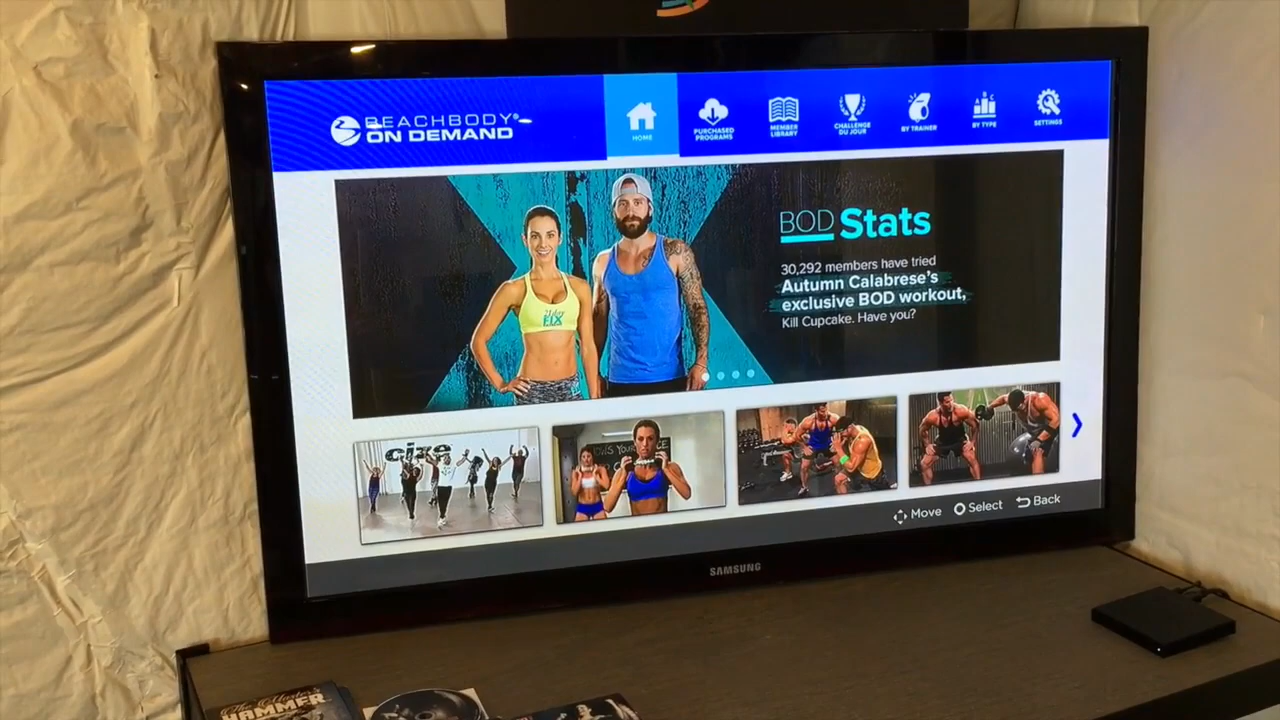 BEACHBODY®
ON DEMAND
HOME
PURCHASED
PROGRAMS
MEMBER
LIBRARY
CHALLENGE
DU JOUR
BY TRAINER
A B C
BY TYPE
SETTINGS
BOD Stats
30,292 members have tried
Autumn Calabrese's
exclusive BOD workout,
Kill Cupcake. Have you?
FIX
cize
Move
Select
Back
SAMSUNG
The Master's
HAMMER